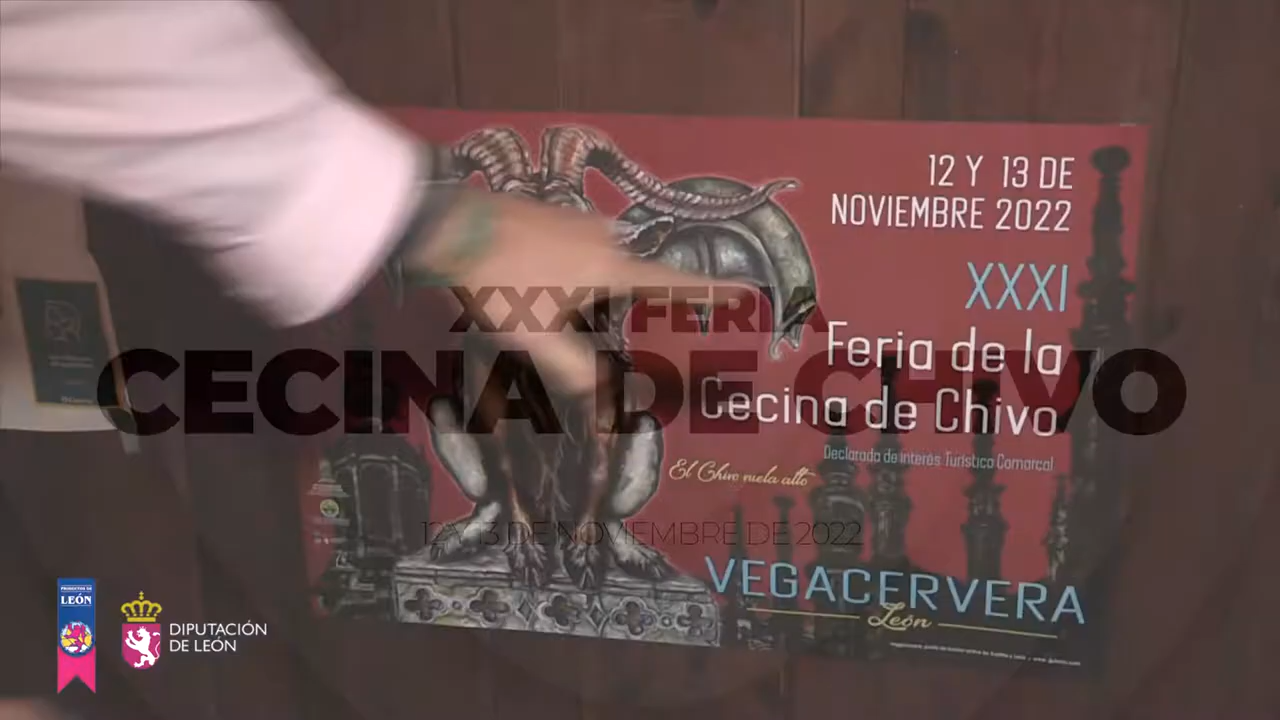 12 Y 13 DE
NOVIEMBRE 2022
XXXI
Feria de la
Cecina de Chivo
Declarada de interés Turístico Comarcal
El Chivo vuela alto
VEGACERVERA
León
XXXI FERIA
CECINA DE CHIVO
12 Y 13 DE NOVIEMBRE DE 2022
PRODUCTOS DE
LEÓN
DIPUTACIÓN
DE LEÓN